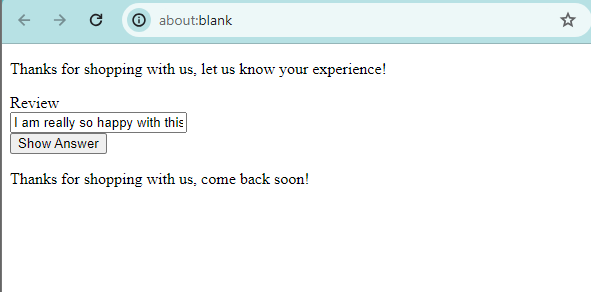 about:blank
Thanks for shopping with us, let us know your experience!
Review
I am really so happy with this
Show Answer
Thanks for shopping with us, come back soon!